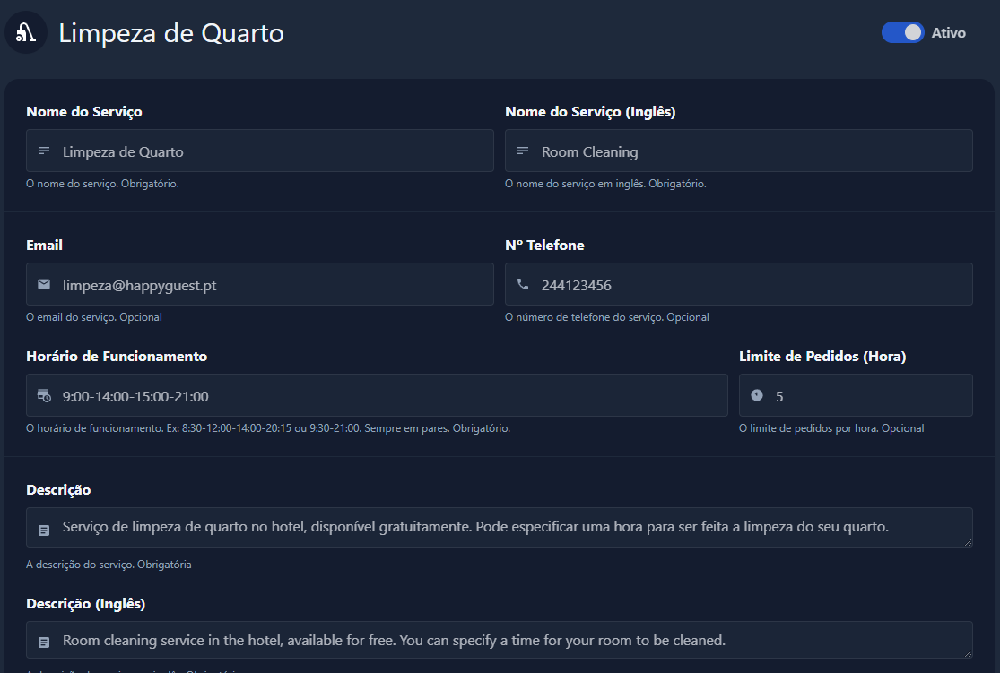 Limpeza de Quarto
Ativo
Nome do Serviço
Nome do Serviço (Inglês)
Limpeza de Quarto
Room Cleaning
O nome do serviço. Obrigatório.
O nome do serviço em inglês. Obrigatório.
Email
Nº Telefone
limpeza@happyguest.pt
244123456
O email do serviço. Opcional
O número de telefone do serviço. Opcional
Horário de Funcionamento
Limite de Pedidos (Hora)
9:00-14:00-15:00-21:00
5
O horário de funcionamento. Ex: 8:30-12:00-14:00-20:15 ou 9:30-21:00. Sempre em pares. Obrigatório.
O limite de pedidos por hora. Opcional
Descrição
Serviço de limpeza de quarto no hotel, disponível gratuitamente. Pode especificar uma hora para ser feita a limpeza do seu quarto.
A descrição do serviço. Obrigatória
Descrição (Inglês)
Room cleaning service in the hotel, available for free. You can specify a time for your room to be cleaned.